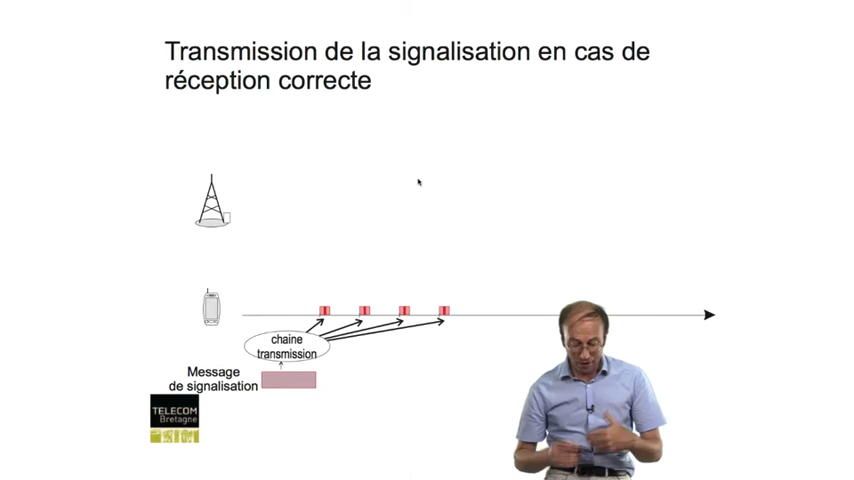 Transmission de la signalisation en cas de
réception correcte
chaine
transmission
Message
de signalisation
TELECOM
Bretagne